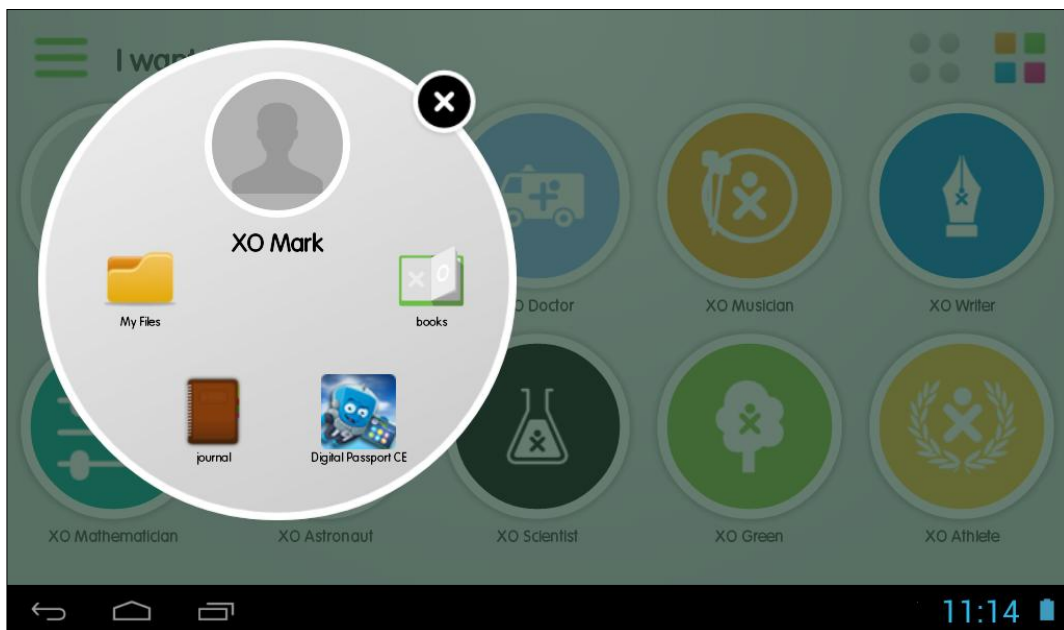 I want
XO Mark
My Files
books
journal
Digital Passport CE
O Doctor
XO Musician
XO Writer
XO Mathematician
XO Astronaut
XO Scientist
XO Green
XO Athlete
11:14